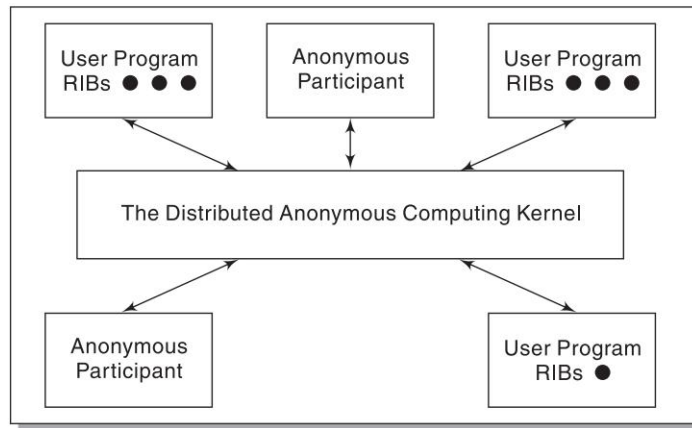 User Program
RIBs ● ● ●
Anonymous
Participant
User Program
RIBs ● ● ●
The Distributed Anonymous Computing Kernel
Anonymous
Participant
User Program
RIBs ●